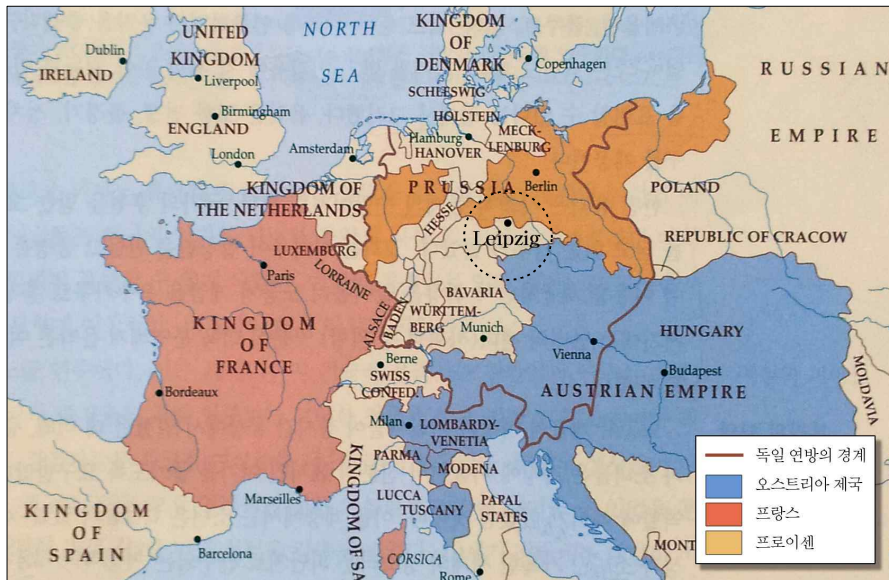 NORTH
SEA
UNITED
KINGDOM
Dublin
IRELAND
Liverpool
Birmingham
ENGLAND
London
Amsterdam
KINGDOM
OF
DENMARK
Copenhagen
SCHLESWIG
HOLSTEIN
Hamburg
HANOVER
MECK-
LENBURG
RUSSIAN
EMPIRE
PRUSSIA
Berlin
POLAND
KINGDOM OF
THE NETHERLANDS
HESSE
Leipzig
REPUBLIC OF CRACOW
LUXEMBURG
LORRAINE
Paris
ALSACE
BADEN
BAVARIA
WÜRTTEM-
BERG
Munich
KINGDOM
OF
FRANCE
Vienna
HUNGARY
Budapest
MOLDAVIA
Berne
SWISS
CONFED.
AUSTRIAN EMPIRE
Bordeaux
Milan
LOMBARDY-
VENETIA
PARMA
MODENA
KINGDOM OF SA
LUCCA
TUSCANY
PAPAL
STATES
Marseilles
KINGDOM
OF
SPAIN
Barcelona
CORSICA
Rome
MONT
독일 연방의 경계
오스트리아 제국
프랑스
프로이센